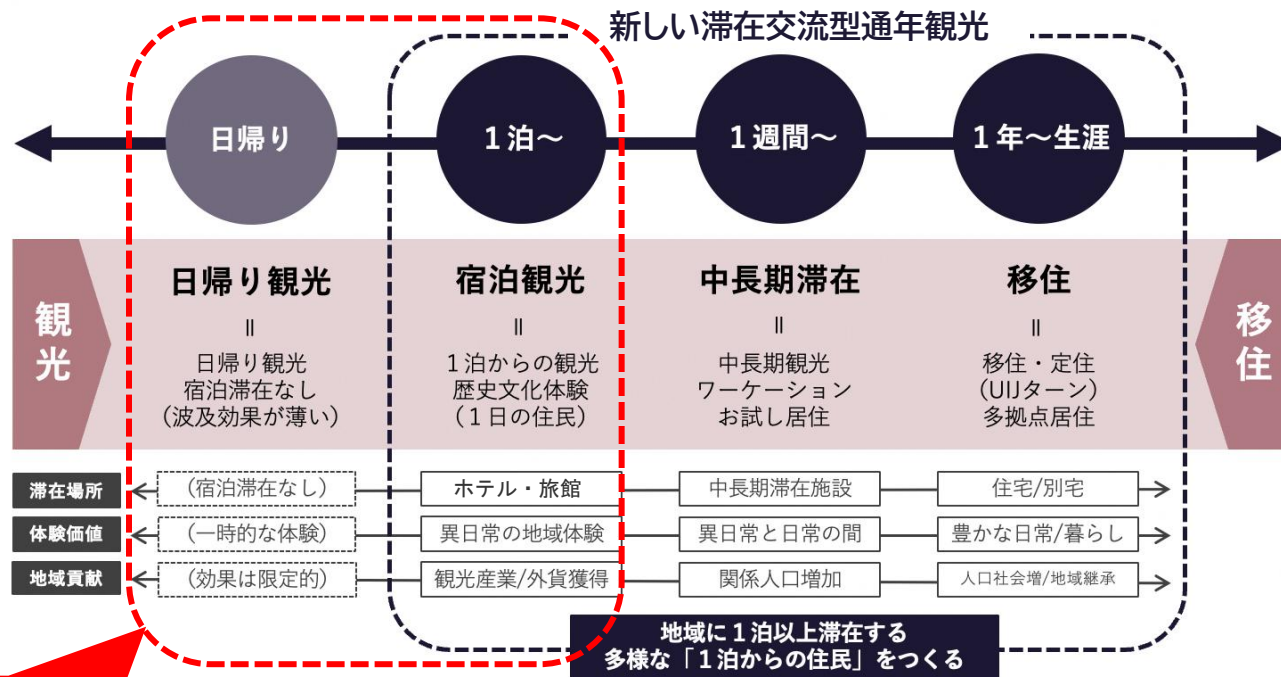 新しい滞在交流型通年観光
日帰り
1泊～
1週間～
1年～生涯
観光
日帰り観光
＝
日帰り観光
宿泊滞在なし
(波及効果が薄い)
宿泊観光
＝
1泊からの観光
歴史文化体験
(1日の住民)
中長期滞在
＝
中長期観光
ワーケーション
お試し居住
移住
＝
移住・定住
(UIJターン)
多拠点居住
移住
滞在場所
(宿泊滞在なし)
ホテル・旅館
中長期滞在施設
住宅/別宅
体験価値
(一時的な体験)
異日常の地域体験
異日常と日常の間
豊かな日常/暮らし
地域貢献
(効果は限定的)
観光産業/外貨獲得
関係人口増加
人口社会増/地域継承
地域に1泊以上滞在する
多様な「1泊からの住民」をつくる